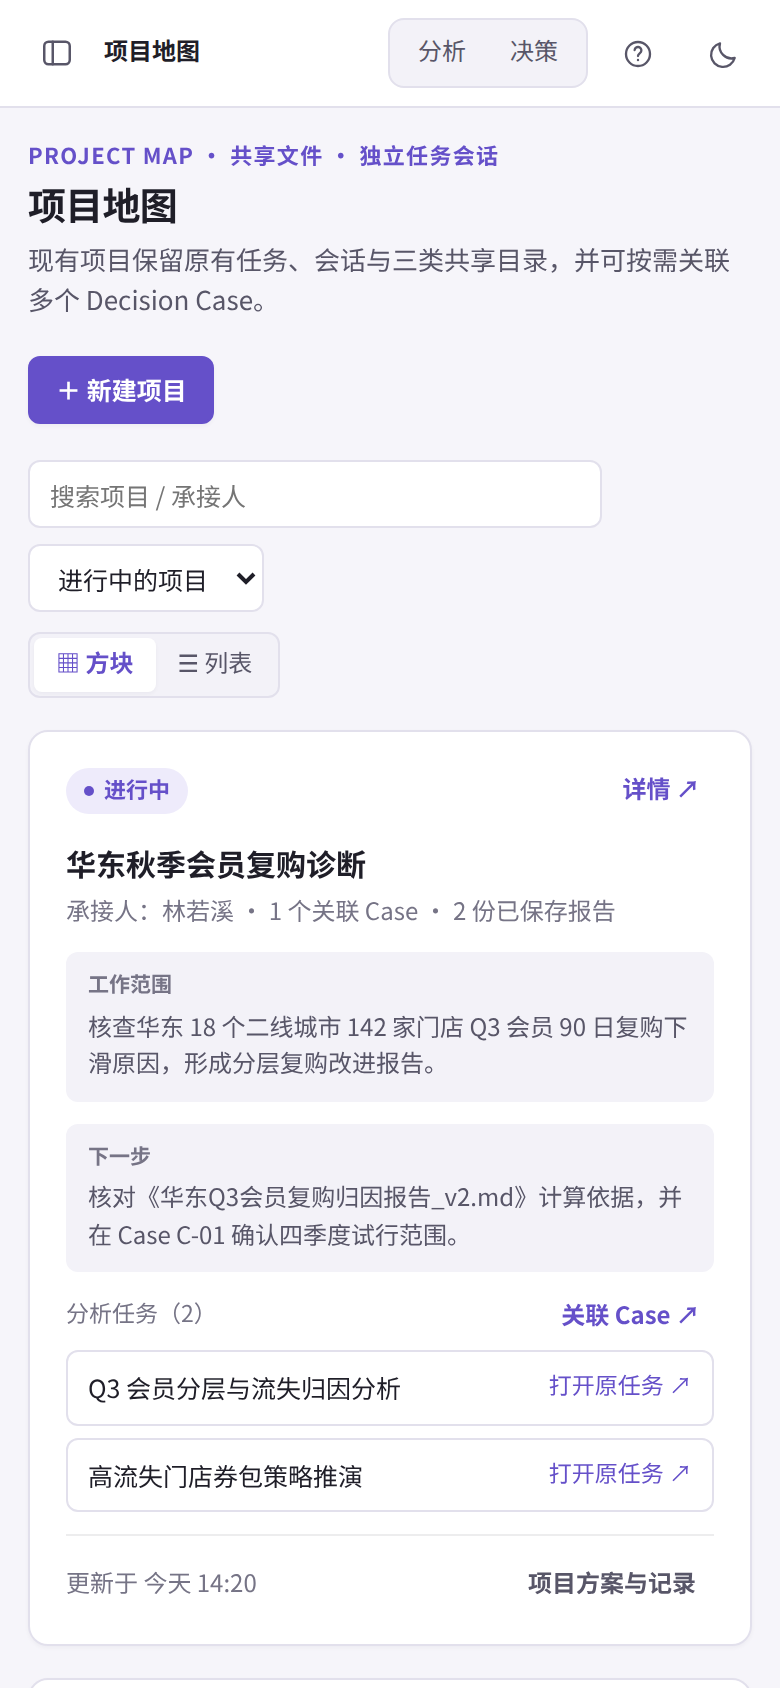 项目地图
分析 决策
PROJECT MAP · 共享文件 · 独立任务会话
项目地图
现有项目保留原有任务、会话与三类共享目录，并可按需关联
多个 Decision Case。
＋ 新建项目
搜索项目 / 承接人
进行中的项目
▦ 方块 ☰ 列表
进行中 详情 ↗
华东秋季会员复购诊断
承接人：林若溪 · 1 个关联 Case · 2 份已保存报告
工作范围
核查华东 18 个二线城市 142 家门店 Q3 会员 90 日复购下
滑原因，形成分层复购改进报告。
下一步
核对《华东Q3会员复购归因报告_v2.md》计算依据，并
在 Case C-01 确认四季度试行范围。
分析任务（2） 关联 Case ↗
Q3 会员分层与流失归因分析 打开原任务 ↗
高流失门店券包策略推演 打开原任务 ↗
更新于 今天 14:20 项目方案与记录